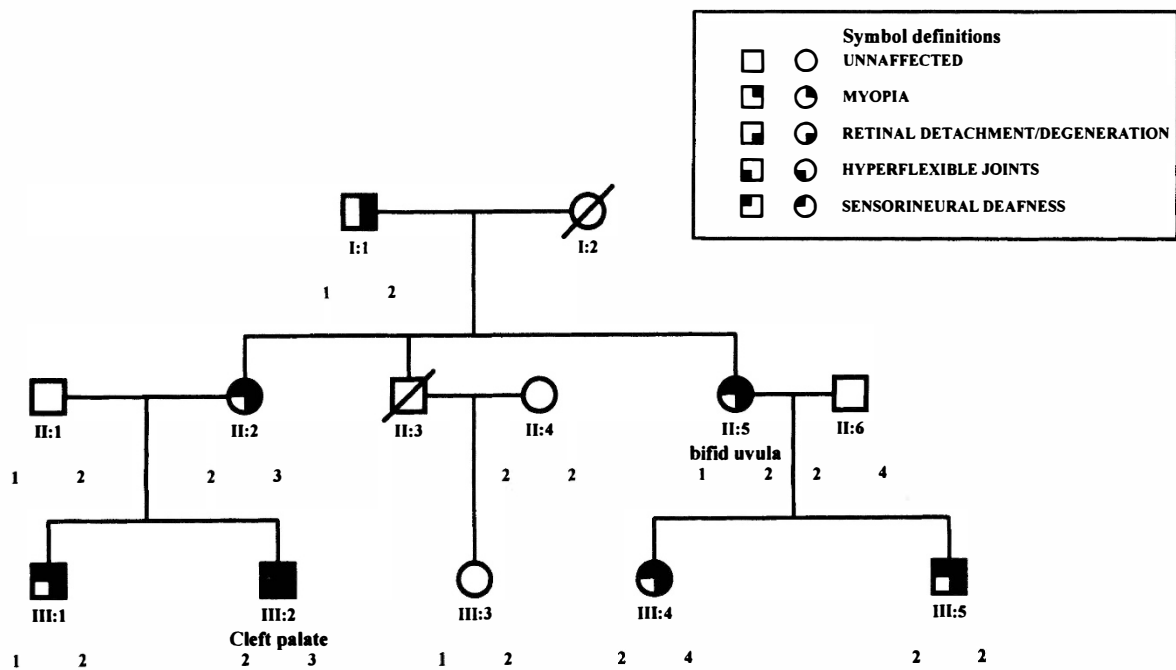 Symbol definitions
UNNAFFECTED
MYOPIA
RETINAL DETACHMENT/DEGENERATION
HYPERFLEXIBLE JOINTS
SENSORINEURAL DEAFNESS
I:1 I:2
1 2
II:1 II:2 II:3 II:4 II:5 II:6
bifid uvula
1 2 2 3 2 2 1 2 2 4
III:1 III:2 III:3 III:4 III:5
Cleft palate
1 2 2 3 1 2 2 4 2 2